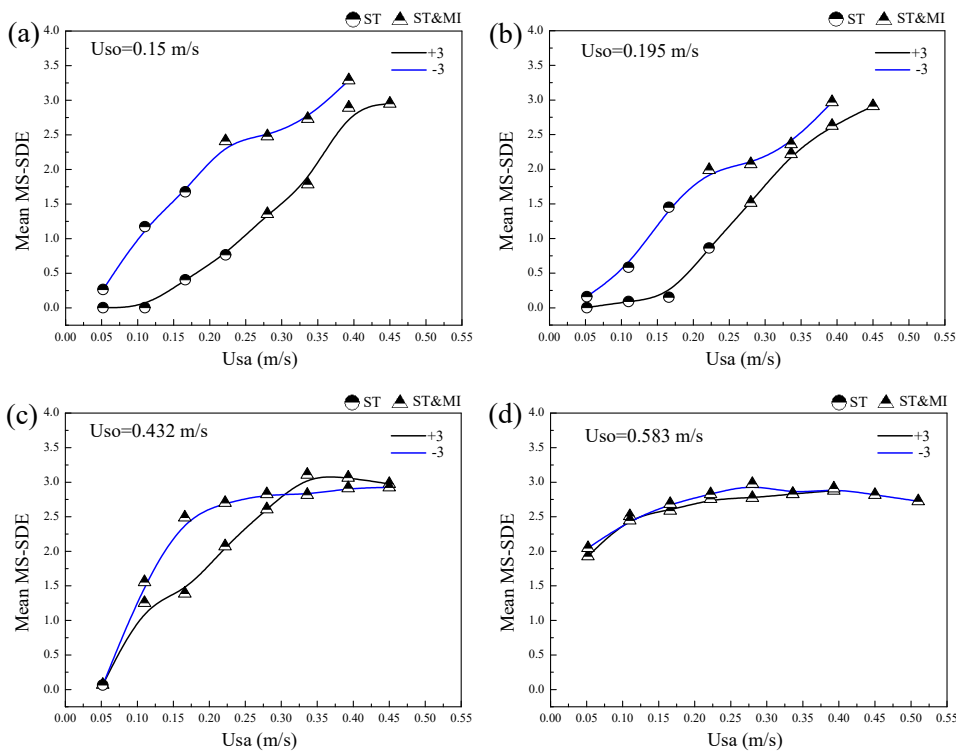 (a)
ST ST&MI
Uso=0.15 m/s
+3
-3
4.0
3.5
3.0
2.5
2.0
1.5
1.0
0.5
0.0
Mean MS-SDE
0.00 0.05 0.10 0.15 0.20 0.25 0.30 0.35 0.40 0.45 0.50 0.55
Usa (m/s)
(b)
ST ST&MI
Uso=0.195 m/s
+3
-3
4.0
3.5
3.0
2.5
2.0
1.5
1.0
0.5
0.0
Mean MS-SDE
0.00 0.05 0.10 0.15 0.20 0.25 0.30 0.35 0.40 0.45 0.50 0.55
Usa (m/s)
(c)
ST ST&MI
Uso=0.432 m/s
+3
-3
4.0
3.5
3.0
2.5
2.0
1.5
1.0
0.5
0.0
Mean MS-SDE
0.00 0.05 0.10 0.15 0.20 0.25 0.30 0.35 0.40 0.45 0.50 0.55
Usa (m/s)
(d)
ST ST&MI
Uso=0.583 m/s
+3
-3
4.0
3.5
3.0
2.5
2.0
1.5
1.0
0.5
0.0
Mean MS-SDE
0.00 0.05 0.10 0.15 0.20 0.25 0.30 0.35 0.40 0.45 0.50 0.55
Usa (m/s)